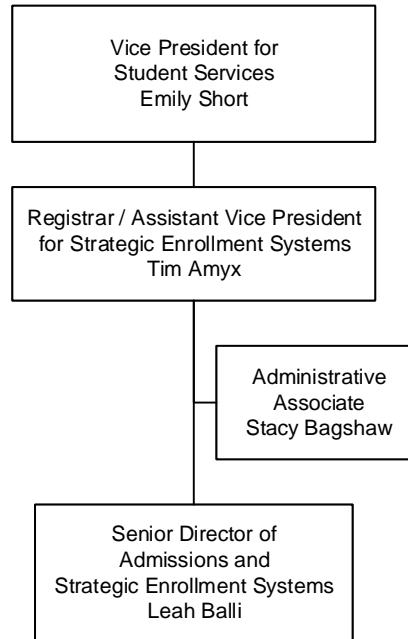 Vice President for
Student Services
Emily Short
Registrar / Assistant Vice President
for Strategic Enrollment Systems
Tim Amyx
Administrative
Associate
Stacy Bagshaw
Senior Director of
Admissions and
Strategic Enrollment Systems
Leah Balli